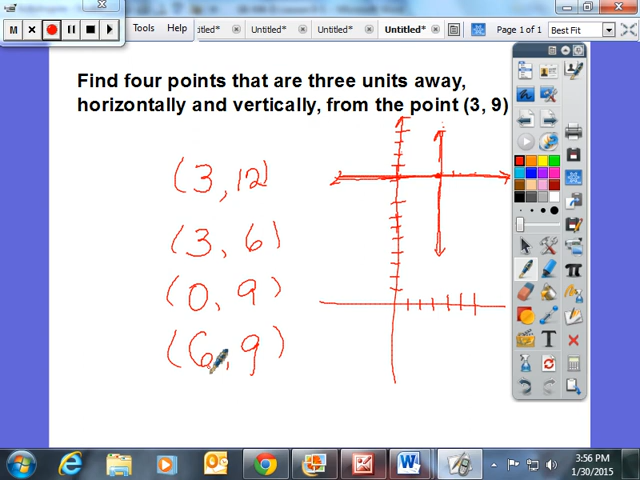 M
Tools
Help
itled*
Untitled*
Untitled*
Untitled*
Page 1 of 1
Best Fit
Find four points that are three units away,
horizontally and vertically, from the point (3, 9)
(3, 12)
(3, 6)
(0, 9)
(6, 9)
T
π
3:56 PM
1/30/2015